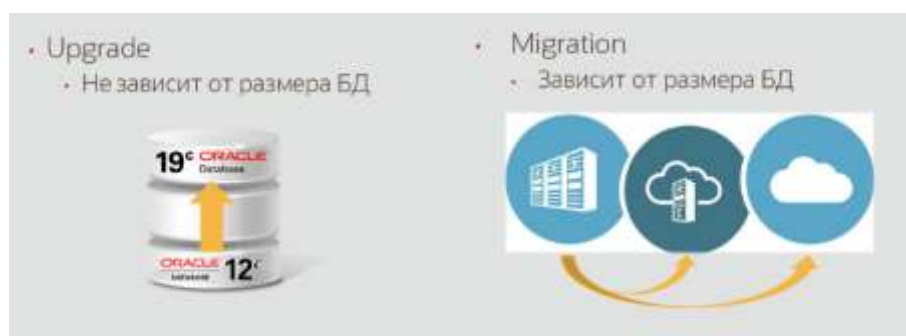 • Upgrade
• Не зависит от размера БД
19c ORACLE
Database
ORACLE 12c
DATABASE
• Migration
• Зависит от размера БД